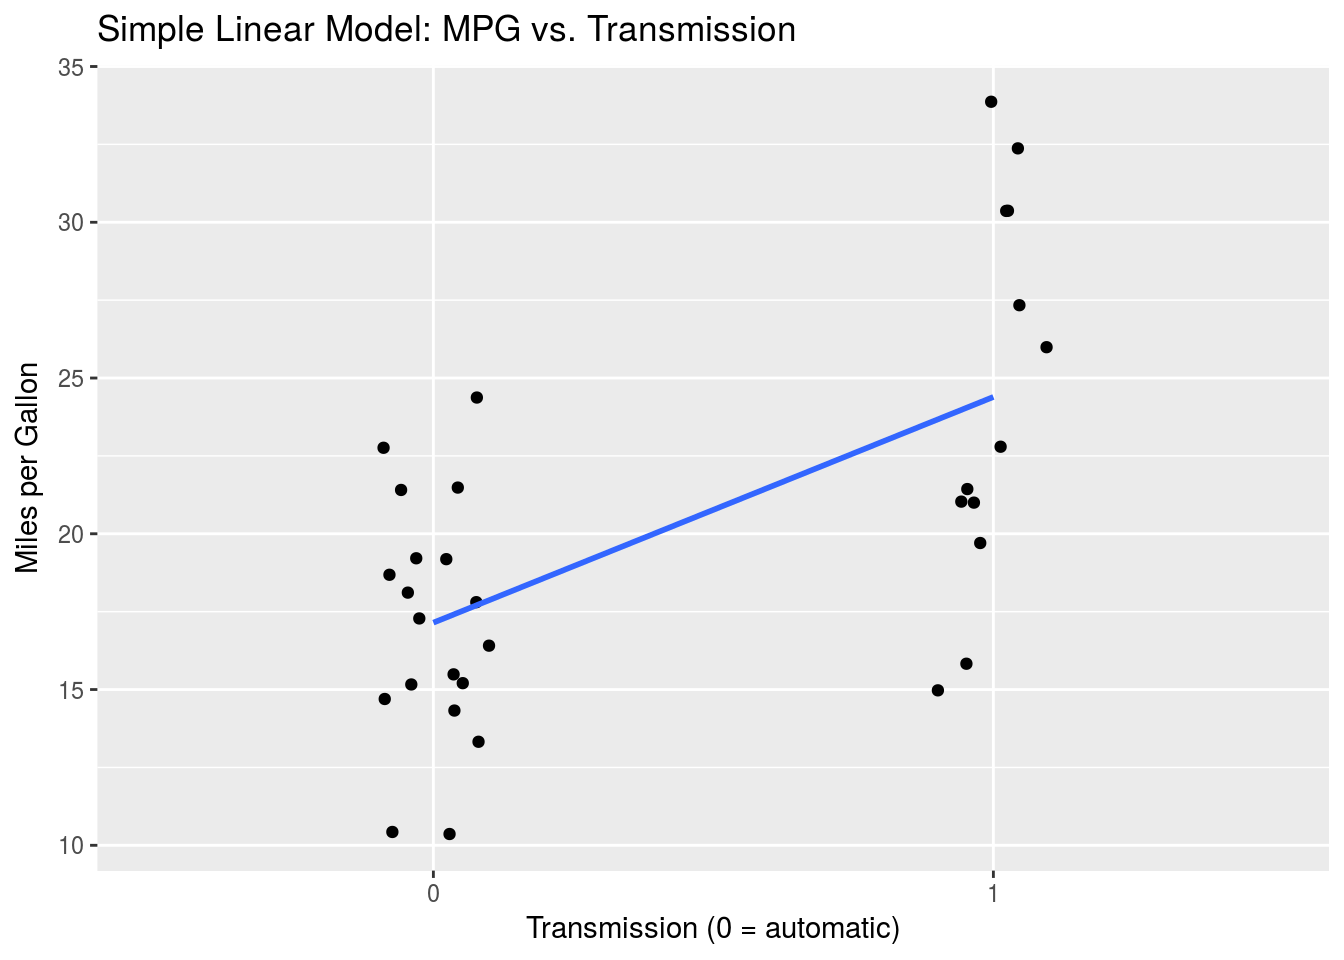 Simple Linear Model: MPG vs. Transmission
35
30
25
20
15
10
Miles per Gallon
0 1
Transmission (0 = automatic)